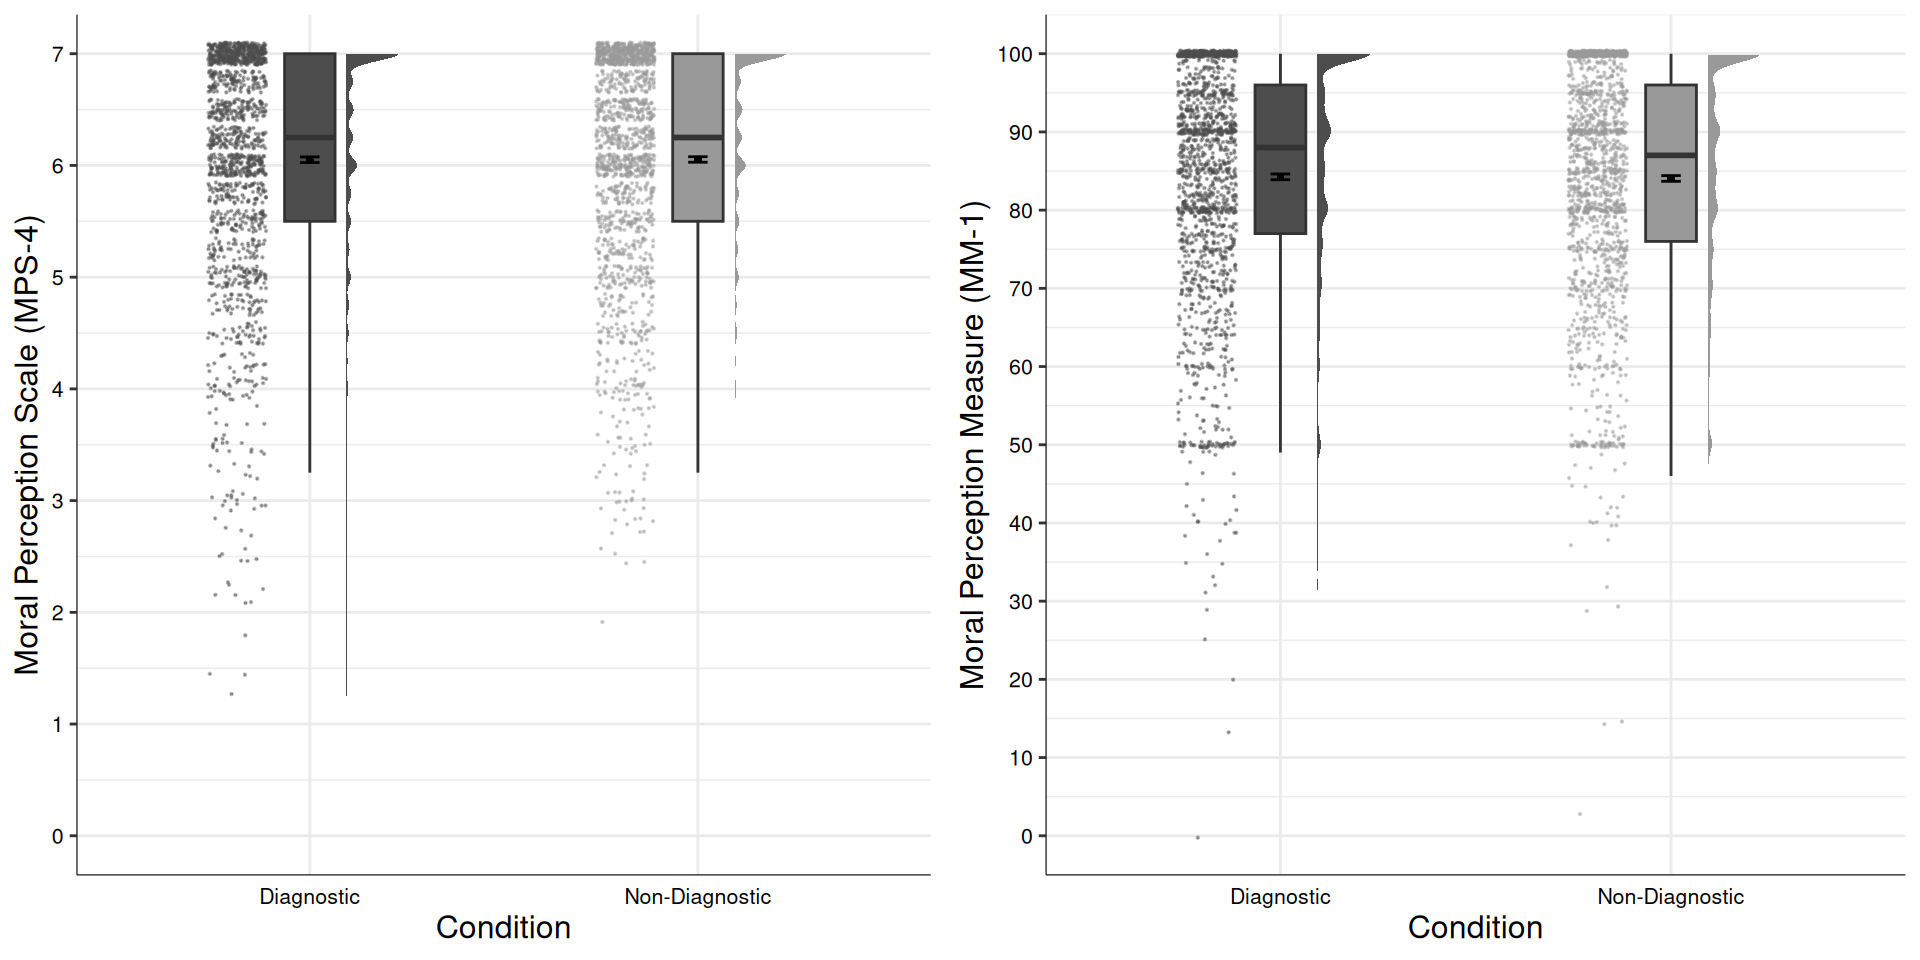 Moral Perception Scale (MPS-4)
7
6
5
4
3
2
1
0
Diagnostic
Non-Diagnostic
Condition
Moral Perception Measure (MM-1)
100
90
80
70
60
50
40
30
20
10
0
Diagnostic
Non-Diagnostic
Condition